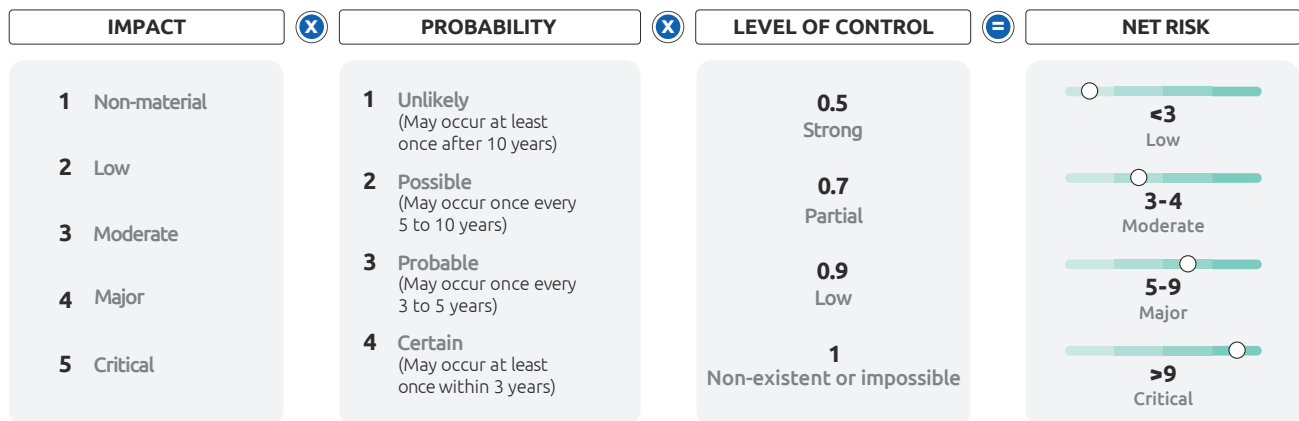 IMPACT X PROBABILITY X LEVEL OF CONTROL = NET RISK
1 Non-material
2 Low
3 Moderate
4 Major
5 Critical
1 Unlikely
(May occur at least
once after 10 years)
2 Possible
(May occur once every
5 to 10 years)
3 Probable
(May occur once every
3 to 5 years)
4 Certain
(May occur at least
once within 3 years)
0.5
Strong
0.7
Partial
0.9
Low
1
Non-existent or impossible
<3
Low
3-4
Moderate
5-9
Major
>9
Critical